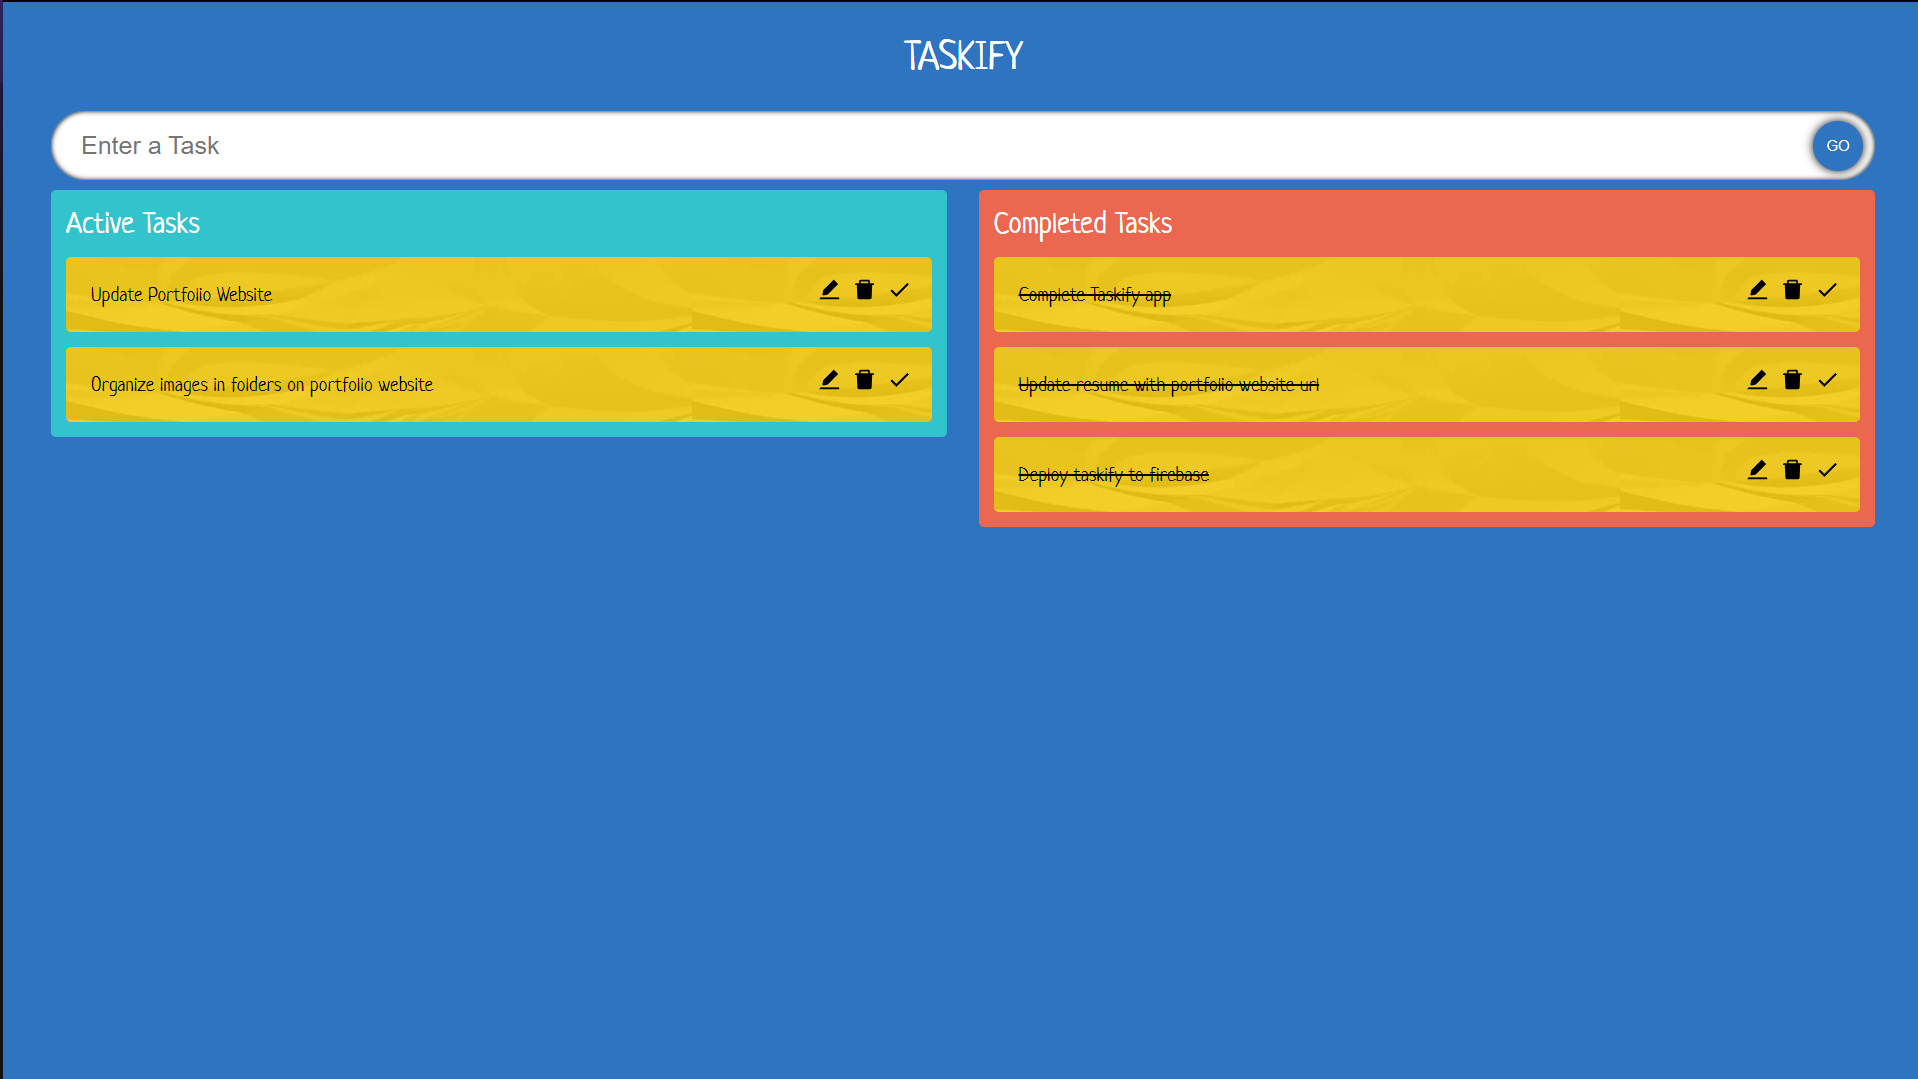 TASKIFY
Enter a Task
GO
Active Tasks
Update Portfolio Website
Organize images in folders on portfolio website
Completed Tasks
Complete Taskify app
Update resume with portfolio website url
Deploy taskify to firebase